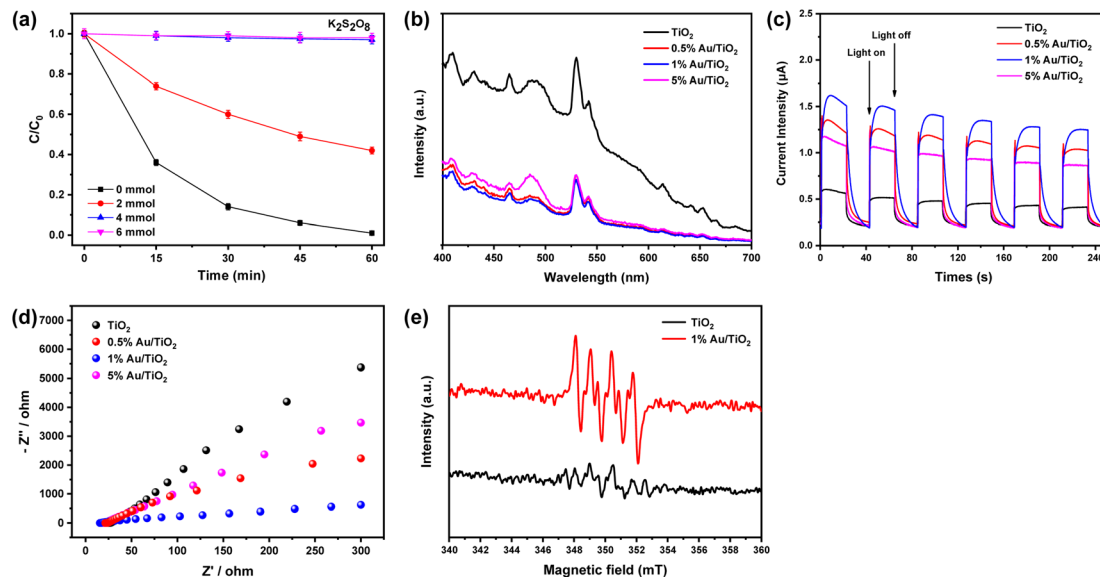 (a)
K2S2O8
C/C0
1.0
0.8
0.6
0.4
0.2
0.0
0 mmol
2 mmol
4 mmol
6 mmol
0 15 30 45 60
Time (min)
(b)
TiO2
0.5% Au/TiO2
1% Au/TiO2
5% Au/TiO2
Intensity (a.u.)
400 450 500 550 600 650 700
Wavelength (nm)
(c)
TiO2
0.5% Au/TiO2
1% Au/TiO2
5% Au/TiO2
Light off
Light on
Current Intensity (μA)
2.5
2.0
1.5
1.0
0.5
0.0
0 40 80 120 160 200 240
Times (s)
(d)
TiO2
0.5% Au/TiO2
1% Au/TiO2
5% Au/TiO2
- Z'' / ohm
7000
6000
5000
4000
3000
2000
1000
0
0 50 100 150 200 250 300
Z' / ohm
(e)
TiO2
1% Au/TiO2
Intensity (a.u.)
340 342 344 346 348 350 352 354 356 358 360
Magnetic field (mT)